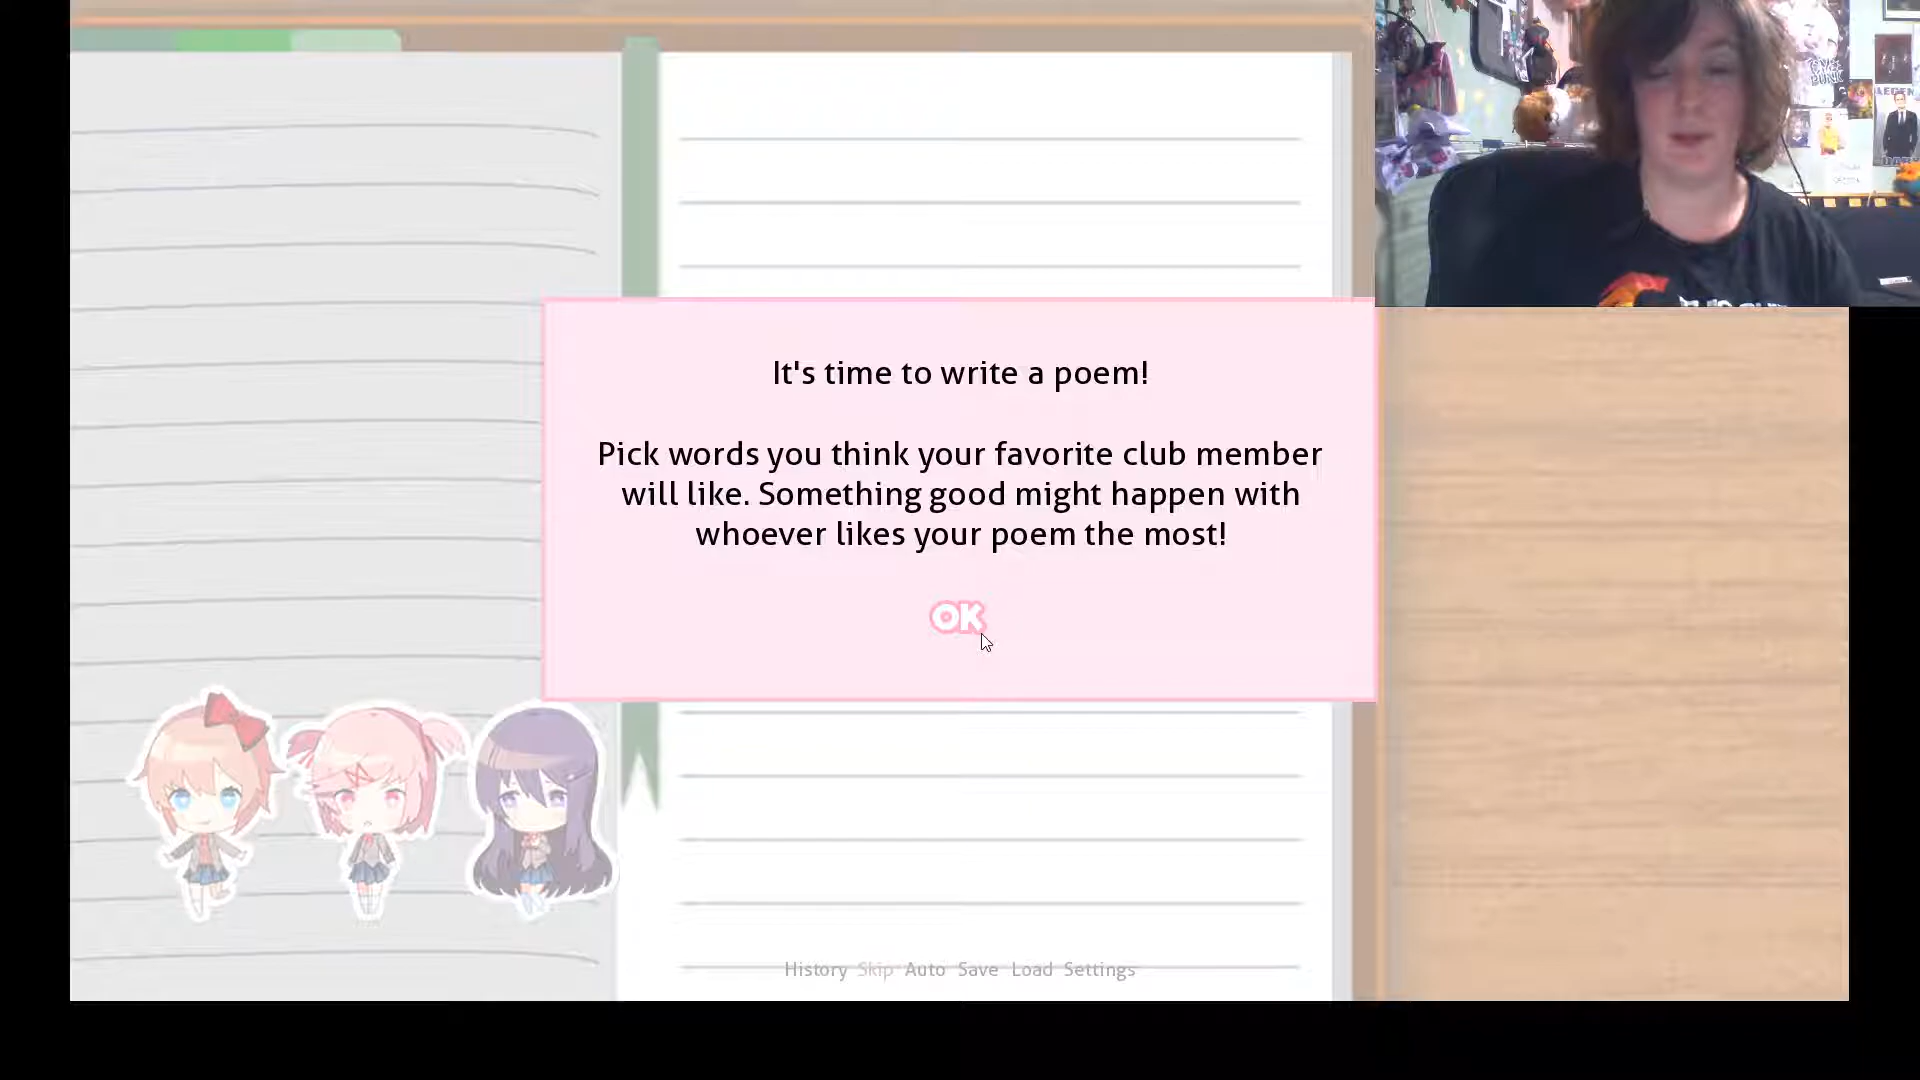 It's time to write a poem!
Pick words you think your favorite club member
will like. Something good might happen with
whoever likes your poem the most!
OK
History Skip Auto Save Load Settings